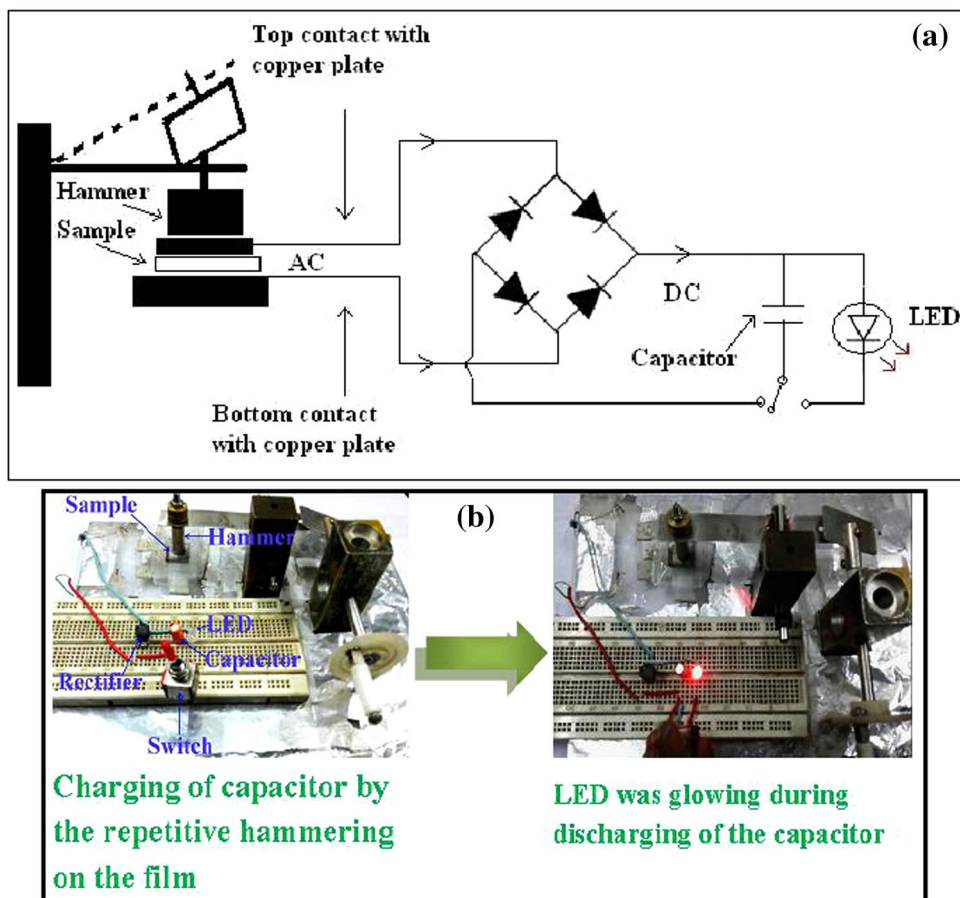 (a)
Top contact with
copper plate
Hammer
Sample
AC
DC
LED
Capacitor
Bottom contact
with copper plate
(b)
Sample
Hammer
LED
Capacitor
Rectifier
Switch
Charging of capacitor by
the repetitive hammering
on the film
LED was glowing during
discharging of the capacitor